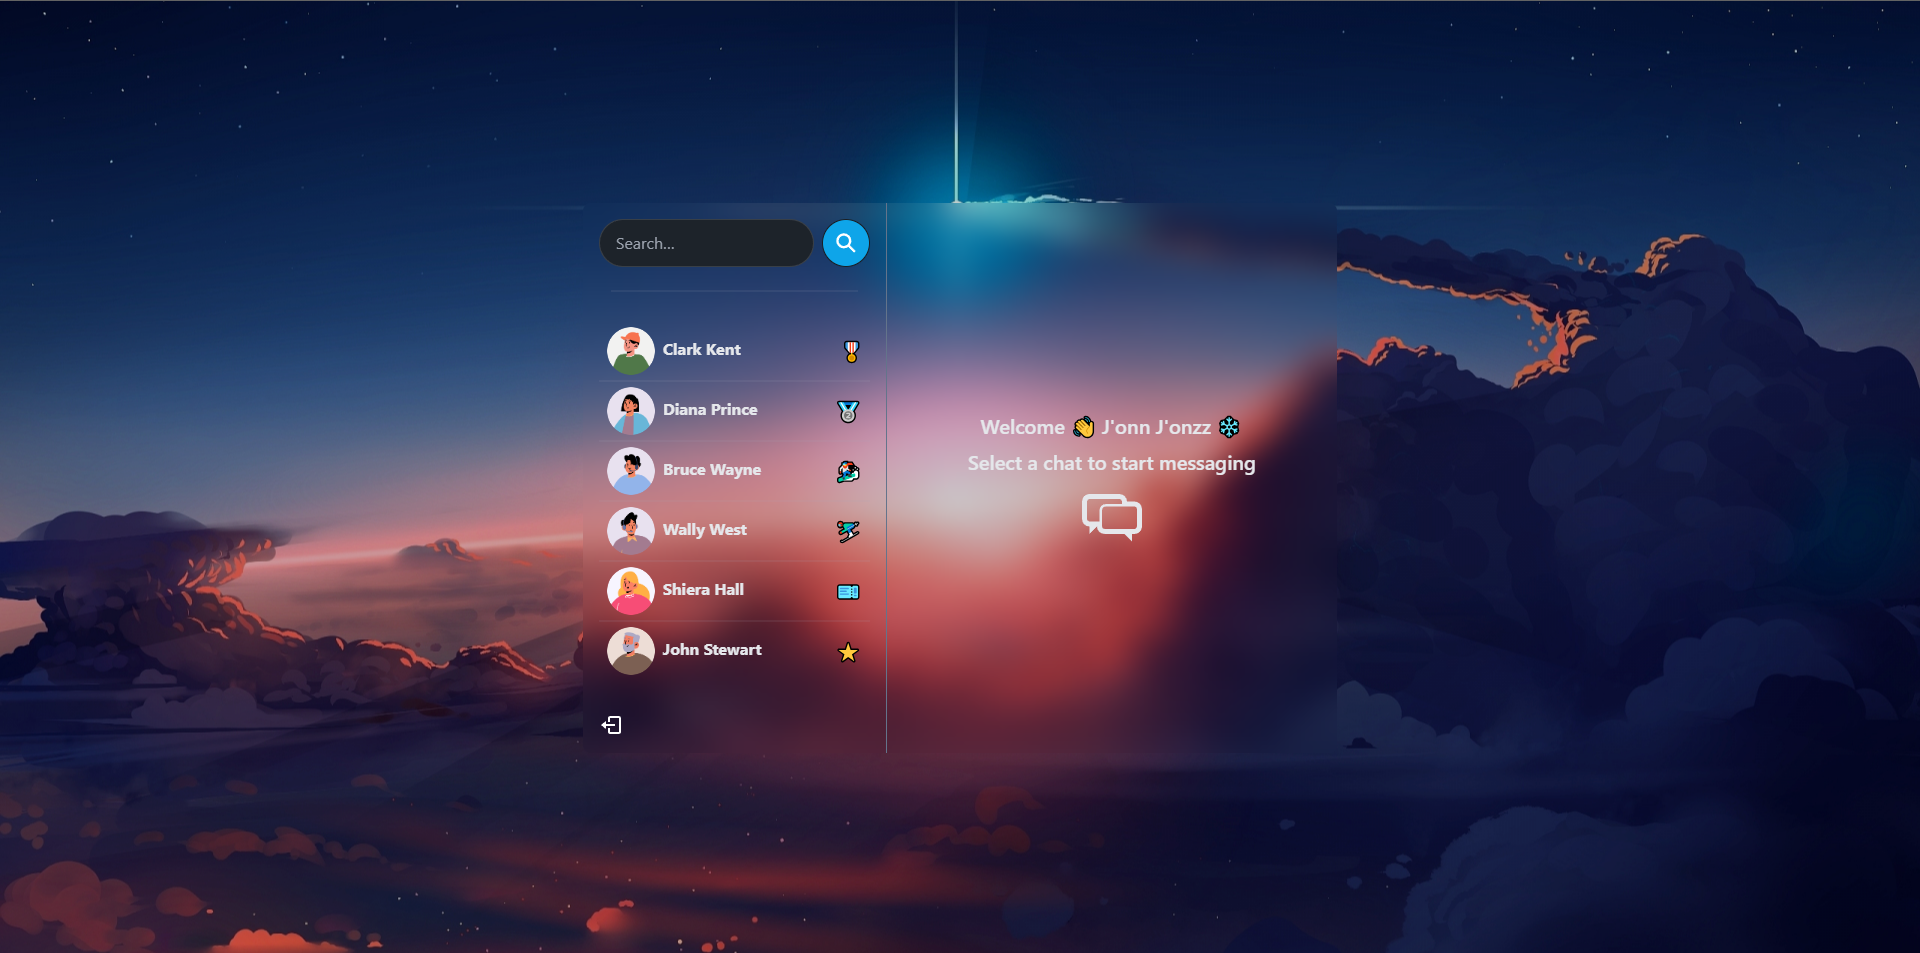 Search...
Clark Kent
Diana Prince
Bruce Wayne
Wally West
Shiera Hall
John Stewart
Welcome 👋 J'onn J'onzz ❄
Select a chat to start messaging